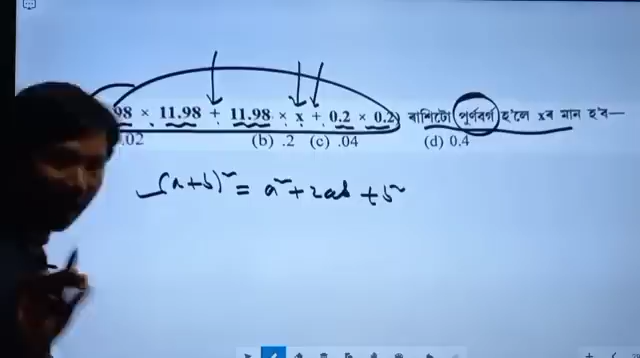 98 × 11.98 + 11.98 × x + 0.2 × 0.2) ৰাশিটো পূৰ্ণবৰ্গ হ'লে xৰ মান হ'ব—
.02 (b) .2 (c) .04 (d) 0.4
(a+b)² = a² + 2ab + b²